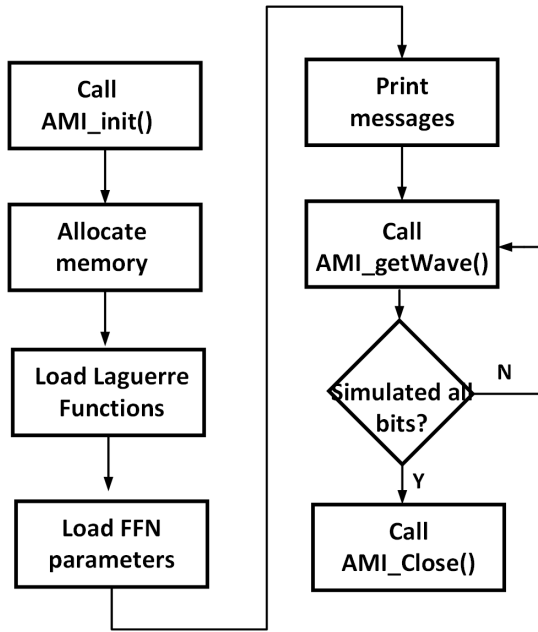 Call
AMI_init()
Allocate
memory
Load Laguerre
Functions
Load FFN
parameters
Print
messages
Call
AMI_getWave()
Simulated all
bits?
N
Y
Call
AMI_Close()